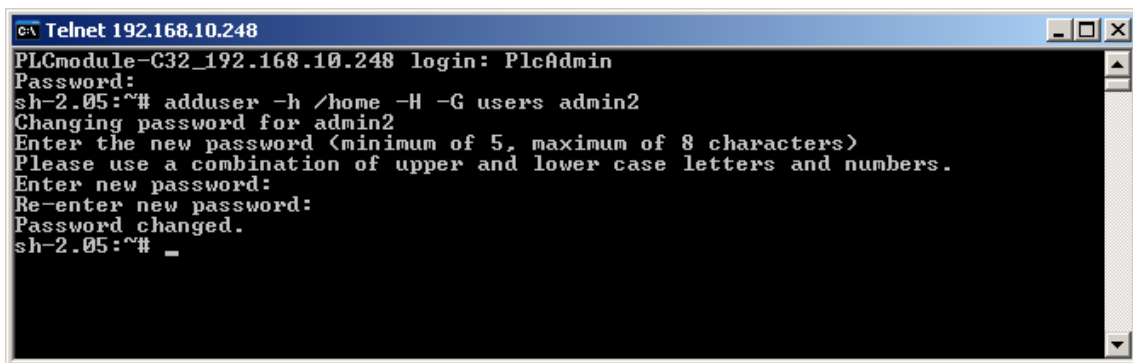 Telnet 192.168.10.248
PLCmodule-C32_192.168.10.248 login: PlcAdmin
Password:
sh-2.05:~# adduser -h /home -H -G users admin2
Changing password for admin2
Enter the new password (minimum of 5, maximum of 8 characters)
Please use a combination of upper and lower case letters and numbers.
Enter new password:
Re-enter new password:
Password changed.
sh-2.05:~# _